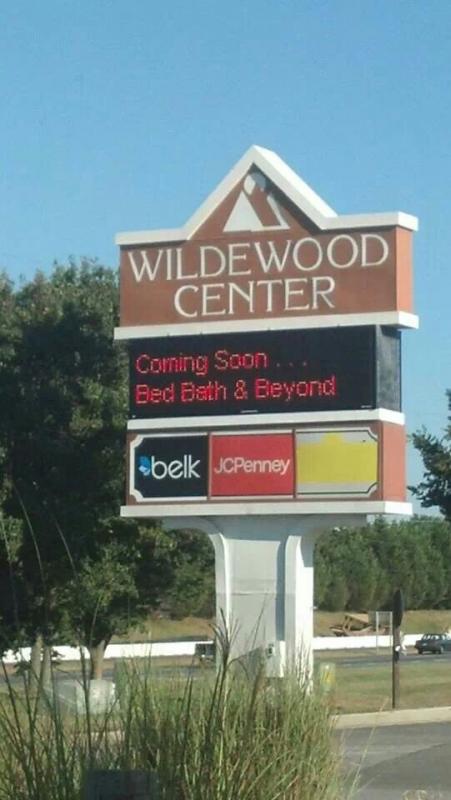 WILDEWOOD
CENTER
Coming Soon . . .
Bed Bath & Beyond
belk JCPenney